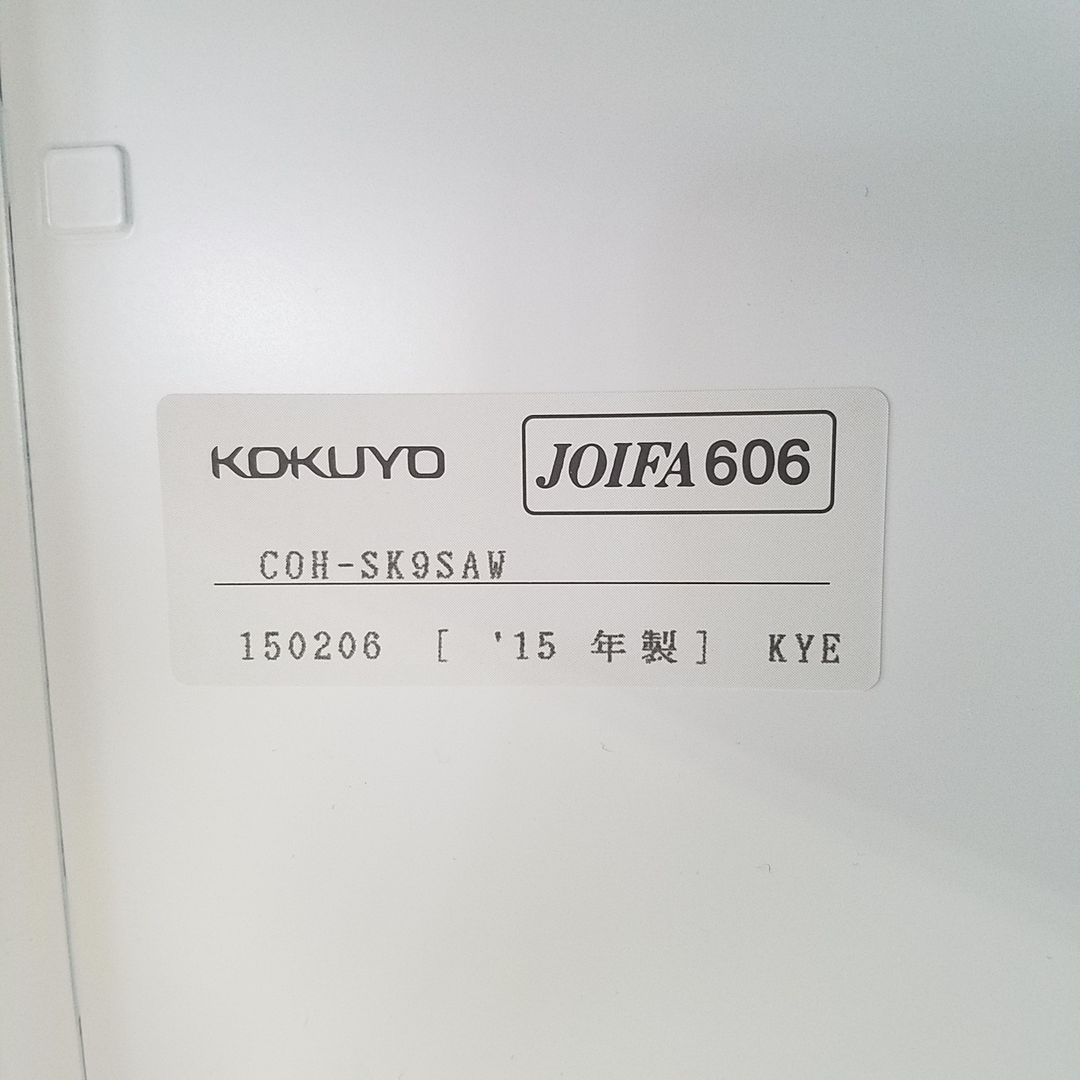 KOKUYO JOIFA606
COH-SK9SAW
150206 [ '15 年製] KYE